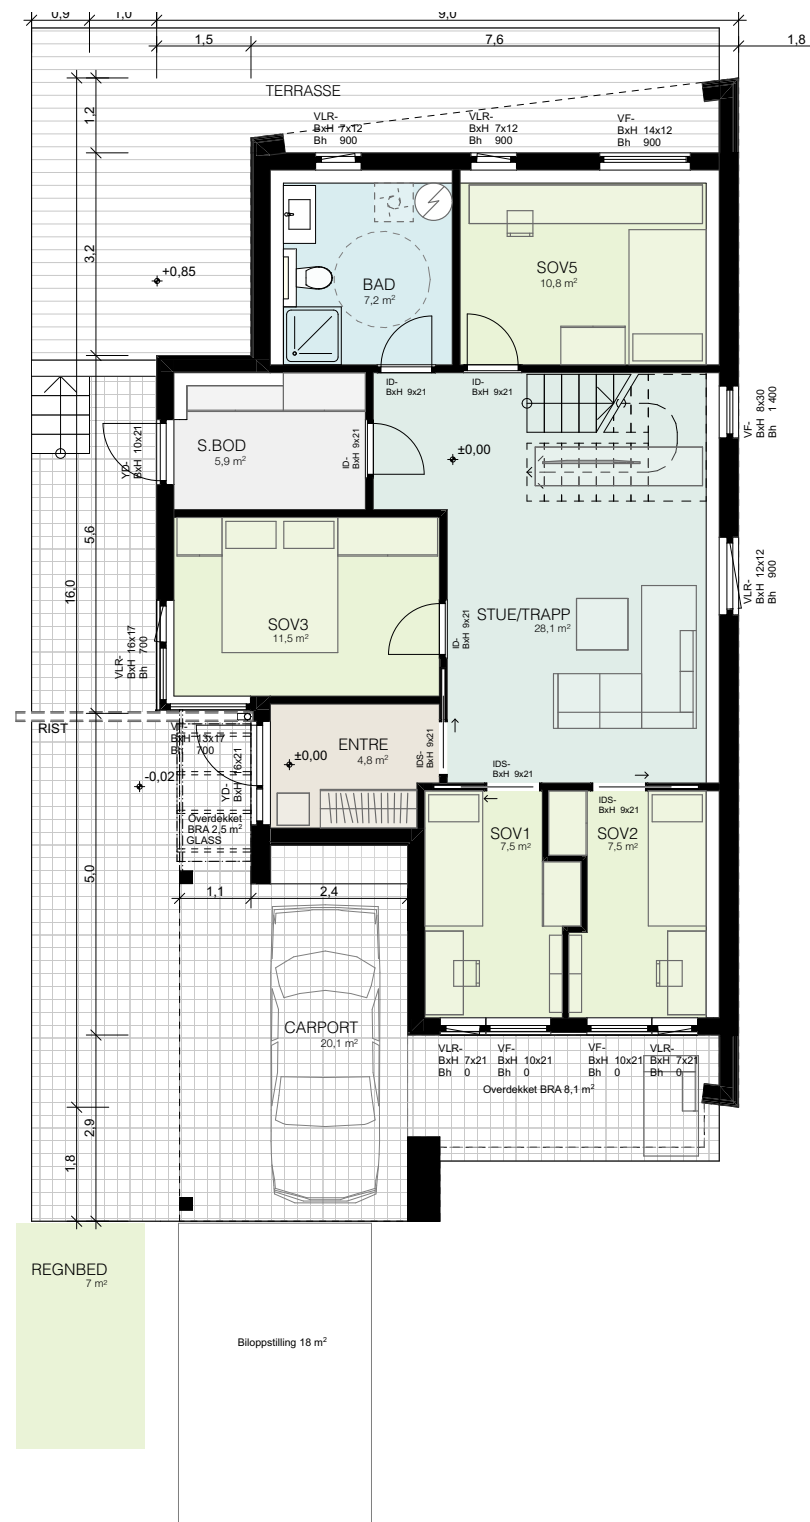 0,9
1,0
9,0
1,5
7,6
1,8
TERRASSE
1,2
VLR-
BxH 7x12
Bh 900
VLR-
BxH 7x12
Bh 900
VF-
BxH 14x12
Bh 900
3,2
+0,85
BAD
7,2 m²
SOV5
10,8 m²
ID-
BxH 9x21
ID-
BxH 9x21
VF-
BxH 8x30
Bh 1 400
YD-
BxH 10x21
S.BOD
5,9 m²
ID-
BxH 9x21
±0,00
5,6
16,0
VLR-
BxH 12x12
Bh 900
SOV3
11,5 m²
ID-
BxH 9x21
STUE/TRAPP
28,1 m²
VLR-
BxH 16x17
Bh 700
RIST
VF-
BxH 13x17
Bh 700
ENTRE
4,8 m²
±0,00
IDS-
BxH 9x21
-0,02
YD-
BxH 16x21
IDS-
BxH 9x21
IDS-
BxH 9x21
Overdekket
BRA 2,5 m²
GLASS
SOV1
7,5 m²
SOV2
7,5 m²
5,0
1,1
2,4
CARPORT
20,1 m²
VLR-
BxH 7x21
Bh 0
VF-
BxH 10x21
Bh 0
VF-
BxH 10x21
Bh 0
VLR-
BxH 7x21
Bh 0
Overdekket BRA 8,1 m²
2,9
1,8
REGNBED
7 m²
Biloppstilling 18 m²